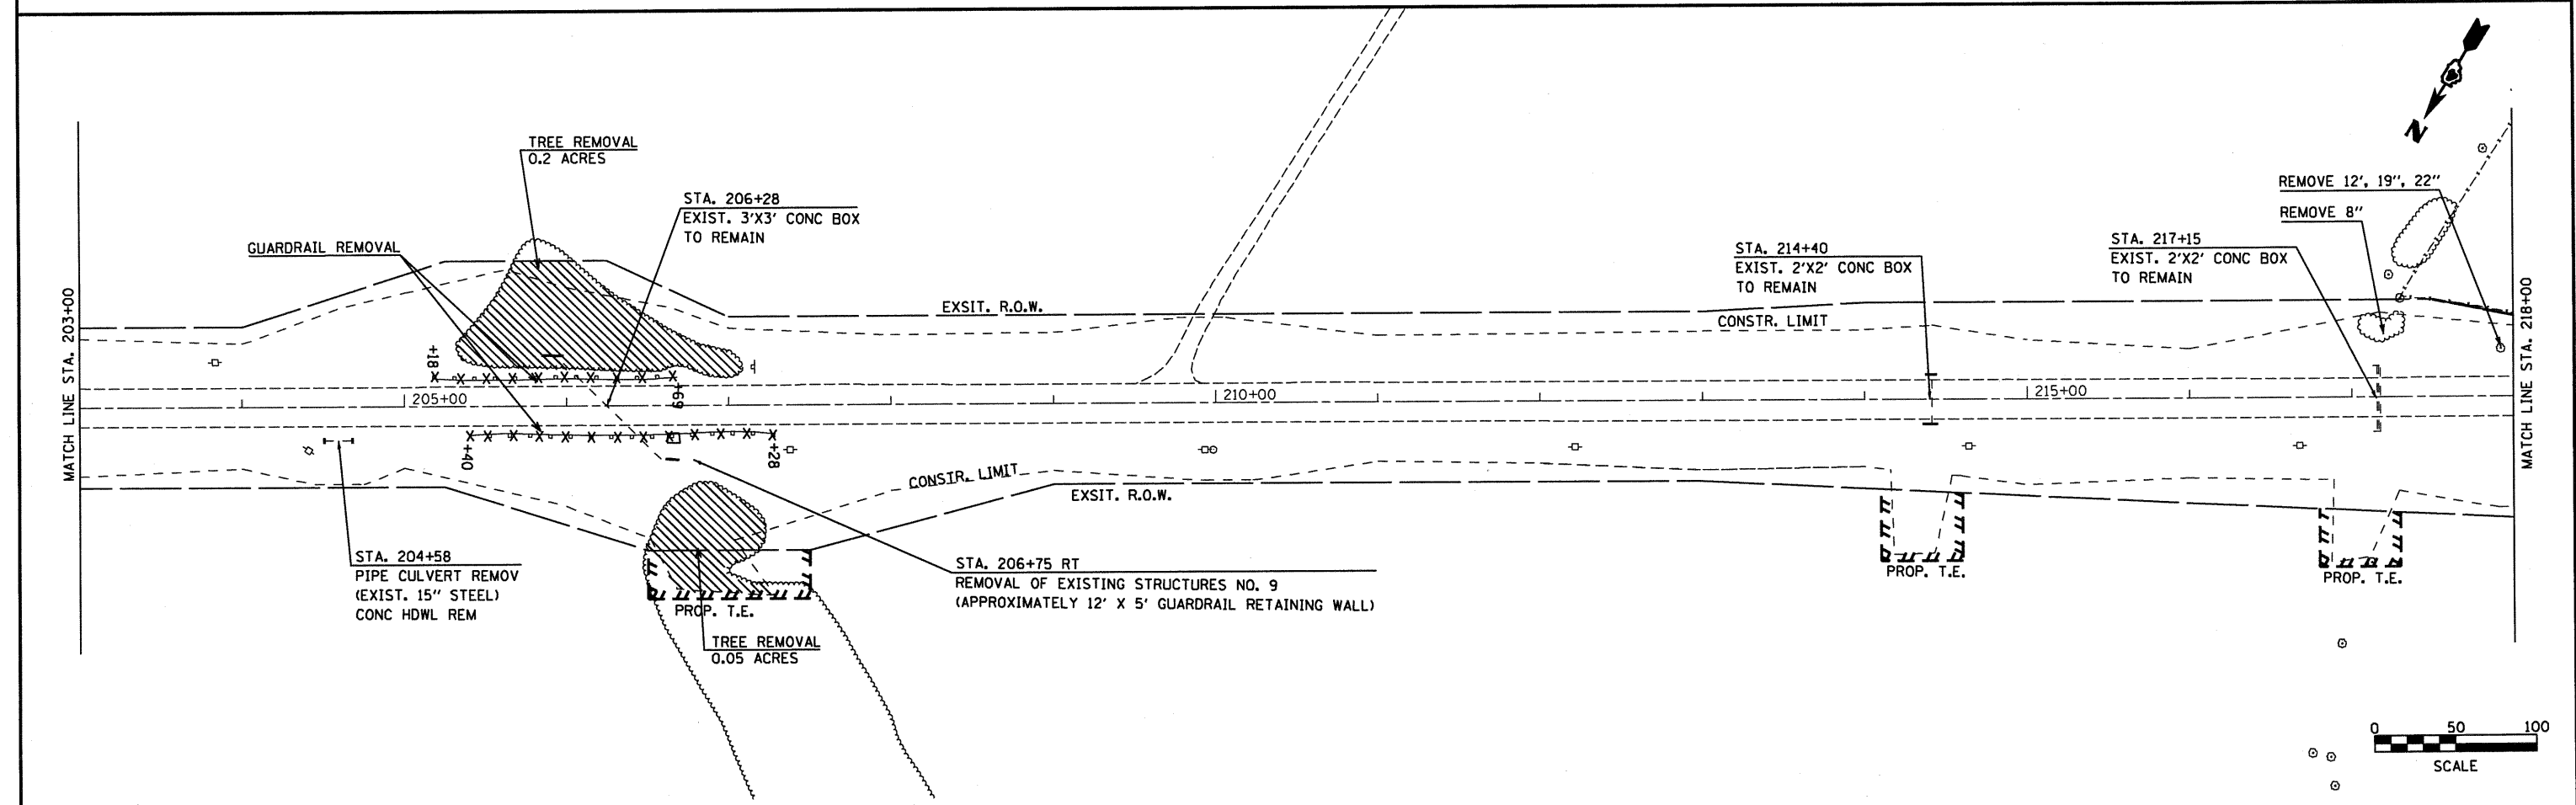 N
TREE REMOVAL
0.2 ACRES
STA. 206+28
EXIST. 3'X3' CONC BOX
TO REMAIN
GUARDRAIL REMOVAL
STA. 214+40
EXIST. 2'X2' CONC BOX
TO REMAIN
STA. 217+15
EXIST. 2'X2' CONC BOX
TO REMAIN
REMOVE 12', 19", 22"
REMOVE 8"
MATCH LINE STA. 203+00
MATCH LINE STA. 218+00
EXSIT. R.O.W.
CONSTR. LIMIT
+18
+69
205+00
210+00
215+00
+40
+28
CONSTR. LIMIT
EXSIT. R.O.W.
STA. 204+58
PIPE CULVERT REMOV
(EXIST. 15" STEEL)
CONC HDWL REM
STA. 206+75 RT
REMOVAL OF EXISTING STRUCTURES NO. 9
(APPROXIMATELY 12' X 5' GUARDRAIL RETAINING WALL)
PROP. T.E.
PROP. T.E.
PROP. T.E.
TREE REMOVAL
0.05 ACRES
0 50 100
SCALE